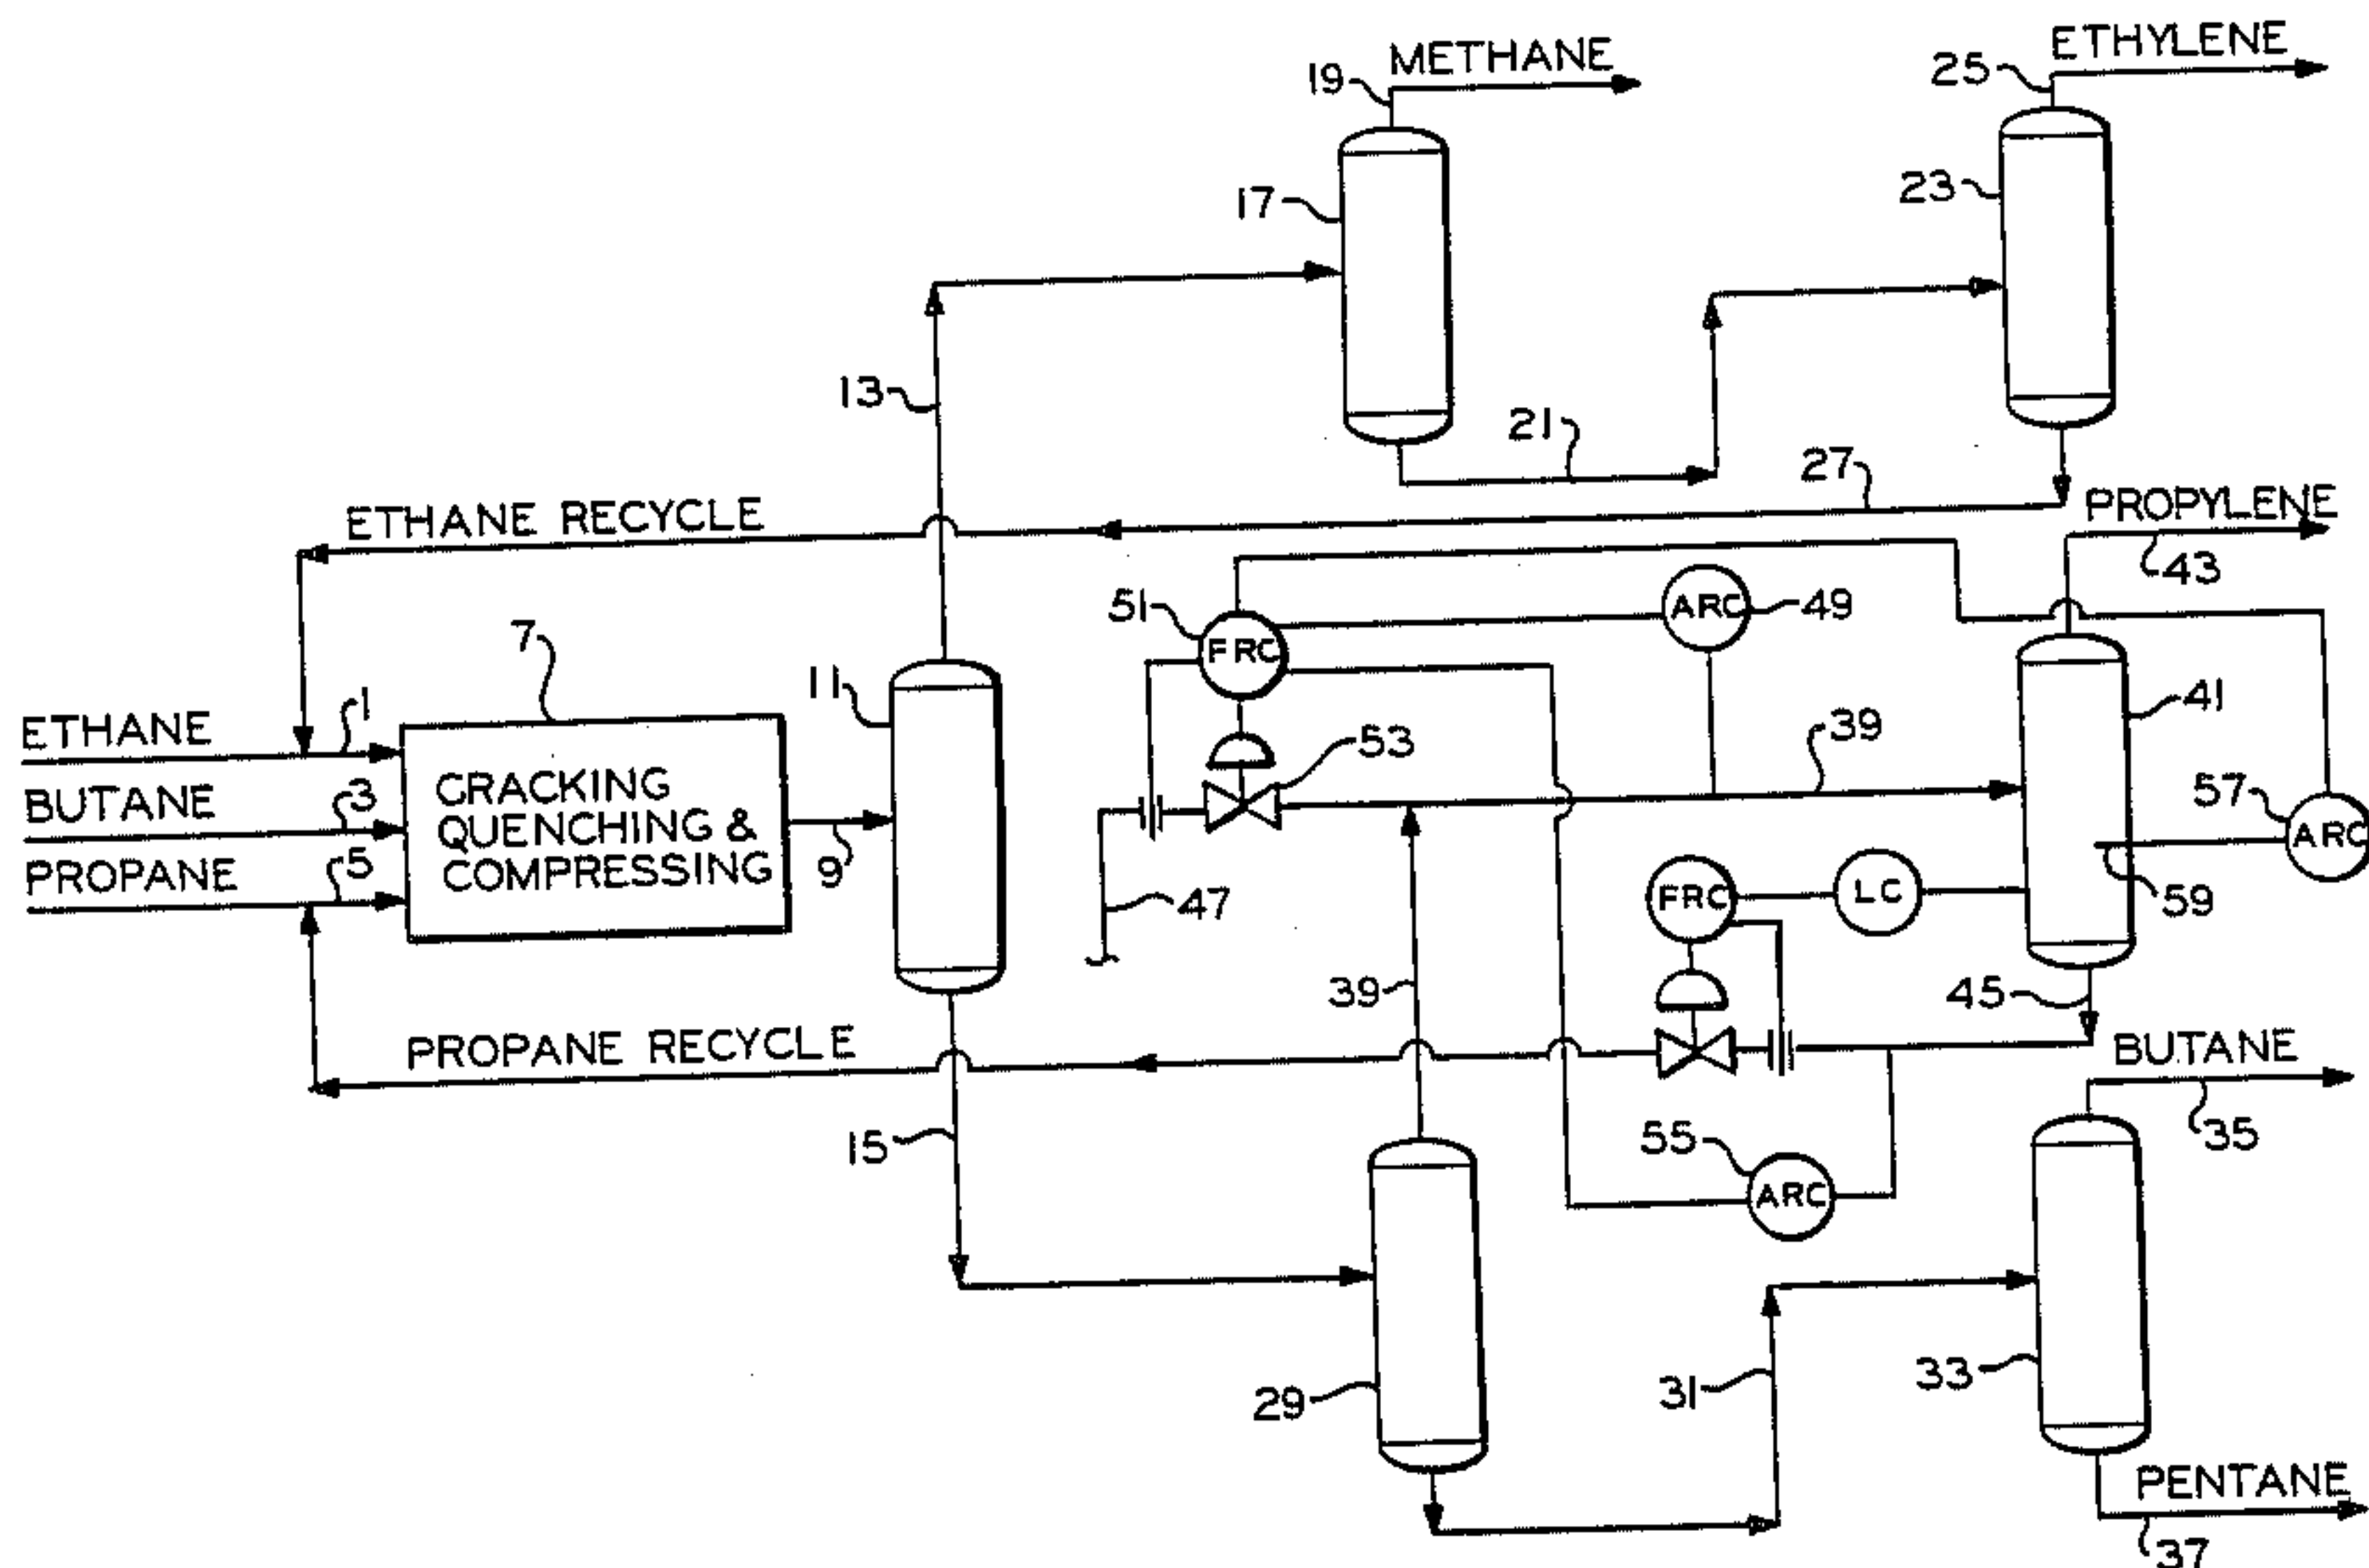 METHANE
19
ETHYLENE
25
17
23
13
21
27
ETHANE RECYCLE
PROPYLENE
43
51
FRC
ARC
49
7
11
41
ETHANE
1
53
39
BUTANE
3
CRACKING
QUENCHING &
COMPRESSING
57
ARC
PROPANE
5
9
47
FRC
LC
59
39
45
PROPANE RECYCLE
BUTANE
15
55
ARC
35
29
31
33
PENTANE
37